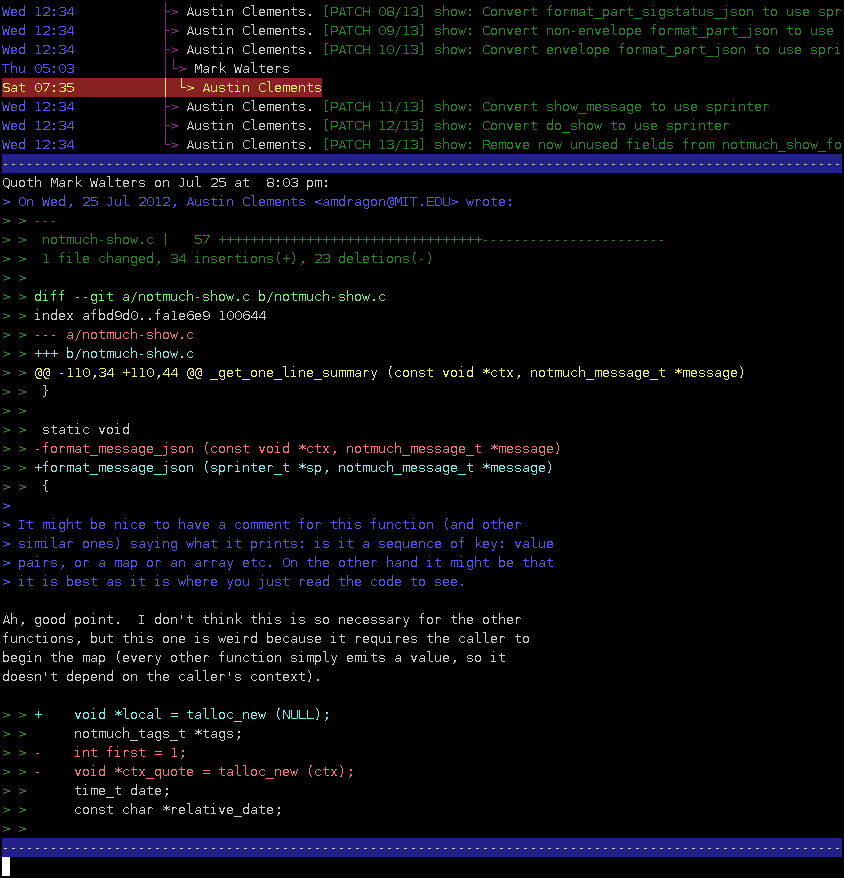 Wed 12:34 ├> Austin Clements. [PATCH 08/13] show: Convert format_part_sigstatus_json to use spr
Wed 12:34 ├> Austin Clements. [PATCH 09/13] show: Convert non-envelope format_part_json to use
Wed 12:34 ├> Austin Clements. [PATCH 10/13] show: Convert envelope format_part_json to use spri
Thu 05:03 │└> Mark Walters
Sat 07:35 │ └> Austin Clements
Wed 12:34 ├> Austin Clements. [PATCH 11/13] show: Convert show_message to use sprinter
Wed 12:34 ├> Austin Clements. [PATCH 12/13] show: Convert do_show to use sprinter
Wed 12:34 └> Austin Clements. [PATCH 13/13] show: Remove now unused fields from notmuch_show_fo
---------------------------------------------------------------------------------------------------------
Quoth Mark Walters on Jul 25 at  8:03 pm:
> On Wed, 25 Jul 2012, Austin Clements <amdragon@MIT.EDU> wrote:
> > ---
> >  notmuch-show.c |   57 +++++++++++++++++++++++++++++++++-----------------------
> >  1 file changed, 34 insertions(+), 23 deletions(-)
> >
> > diff --git a/notmuch-show.c b/notmuch-show.c
> > index afbd9d0..fa1e6e9 100644
> > --- a/notmuch-show.c
> > +++ b/notmuch-show.c
> > @@ -110,34 +110,44 @@ _get_one_line_summary (const void *ctx, notmuch_message_t *message)
> >  }
> >
> >  static void
> > -format_message_json (const void *ctx, notmuch_message_t *message)
> > +format_message_json (sprinter_t *sp, notmuch_message_t *message)
> >  {
>
> It might be nice to have a comment for this function (and other
> similar ones) saying what it prints: is it a sequence of key: value
> pairs, or a map or an array etc. On the other hand it might be that
> it is best as it is where you just read the code to see.
Ah, good point.  I don't think this is so necessary for the other
functions, but this one is weird because it requires the caller to
begin the map (every other function simply emits a value, so it
doesn't depend on the caller's context).
> > +    void *local = talloc_new (NULL);
> >      notmuch_tags_t *tags;
> > -    int first = 1;
> > -    void *ctx_quote = talloc_new (ctx);
> >      time_t date;
> >      const char *relative_date;
> >
---------------------------------------------------------------------------------------------------------